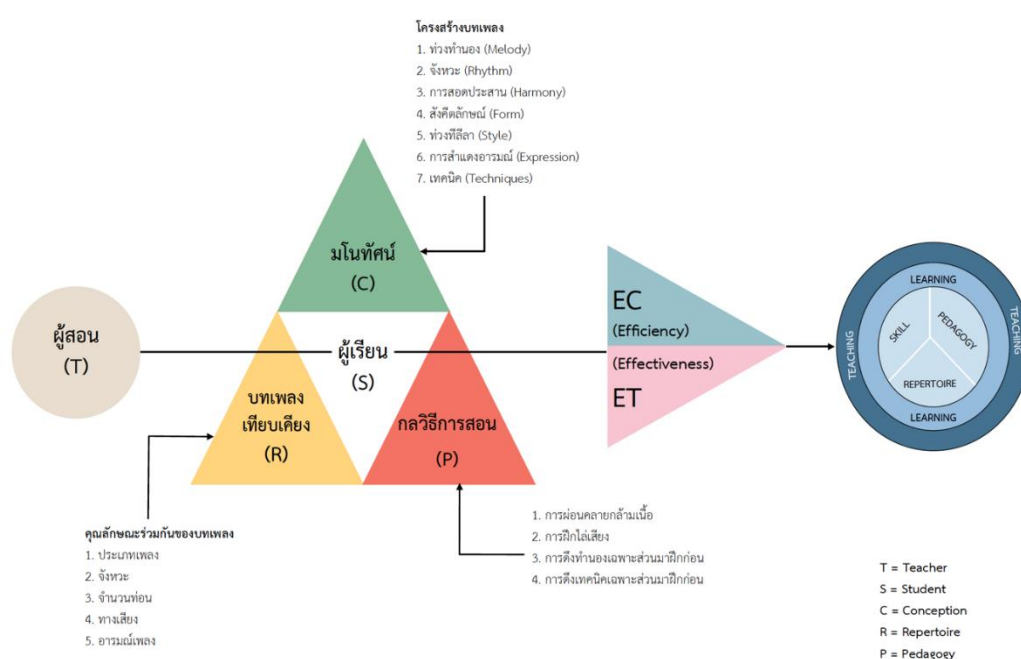 โครงสร้างบทเพลง
1. ท่วงทำนอง (Melody)
2. จังหวะ (Rhythm)
3. การสอดประสาน (Harmony)
4. สังคีตลักษณ์ (Form)
5. ท่วงทีลีลา (Style)
6. การสำแดงอารมณ์ (Expression)
7. เทคนิค (Techniques)
มโนทัศน์
(C)
ผู้สอน
(T)
ผู้เรียน
(S)
บทเพลง
เทียบเคียง
(R)
กลวิธีการสอน
(P)
EC
(Efficiency)
(Effectiveness)
ET
TEACHING
LEARNING
SKILL
PEDAGOGY
REPERTOIRE
LEARNING
TEACHING
คุณลักษณะร่วมกันของบทเพลง
1. ประเภทเพลง
2. จังหวะ
3. จำนวนท่อน
4. ทางเสียง
5. อารมณ์เพลง
1. การผ่อนคลายกล้ามเนื้อ
2. การฝึกไล่เสียง
3. การดึงทำนองเฉพาะส่วนมาฝึกก่อน
4. การดึงเทคนิคเฉพาะส่วนมาฝึกก่อน
T = Teacher
S = Student
C = Conception
R = Repertoire
P = Pedagogy